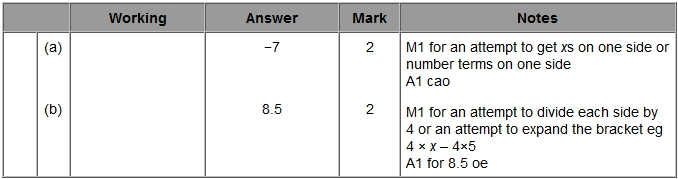 Working Answer Mark Notes
(a) −7 2 M1 for an attempt to get xs on one side or
number terms on one side
A1 cao
(b) 8.5 2 M1 for an attempt to divide each side by
4 or an attempt to expand the bracket eg
4 × x – 4×5
A1 for 8.5 oe